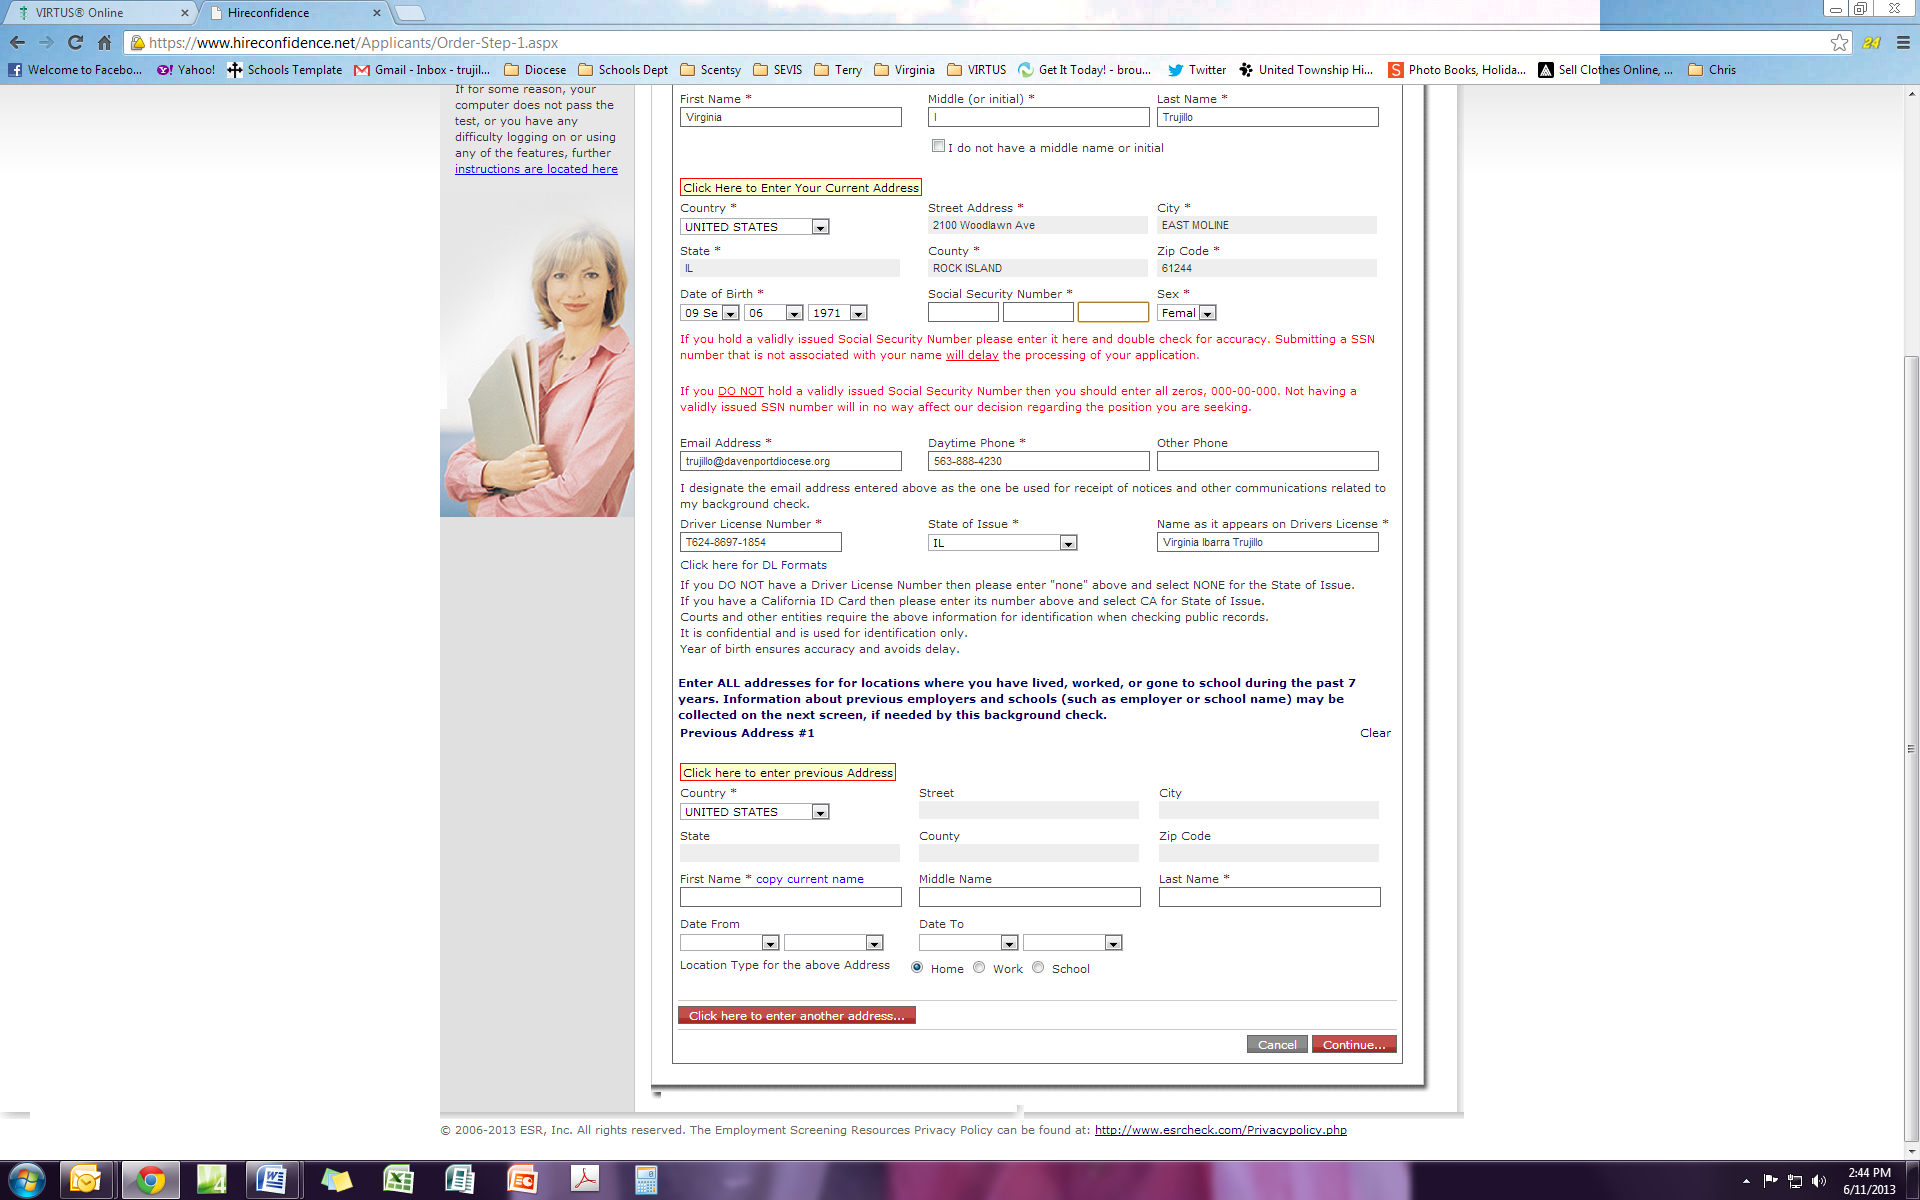 VIRTUS® Online
Hireconfidence
https://www.hireconfidence.net/Applicants/Order-Step-1.aspx
24
Welcome to Facebo...
Yahoo!
Schools Template
Gmail - Inbox - trujil...
Diocese
Schools Dept
Scentsy
SEVIS
Terry
Virginia
VIRTUS
Get It Today! - brou...
Twitter
United Township Hi...
Photo Books, Holida...
Sell Clothes Online, ...
Chris
If for some reason, your
computer does not pass the
test, or you have any
difficulty logging on or using
any of the features, further
instructions are located here
First Name * Middle (or initial) * Last Name *
Virginia I Trujillo
I do not have a middle name or initial
Click Here to Enter Your Current Address
Country * Street Address * City *
UNITED STATES 2100 Woodlawn Ave EAST MOLINE
State * County * Zip Code *
IL ROCK ISLAND 61244
Date of Birth * Social Security Number * Sex *
09 Se 06 1971 Femal
If you hold a validly issued Social Security Number please enter it here and double check for accuracy. Submitting a SSN
number that is not associated with your name will delay the processing of your application.
If you DO NOT hold a validly issued Social Security Number then you should enter all zeros, 000-00-000. Not having a
validly issued SSN number will in no way affect our decision regarding the position you are seeking.
Email Address * Daytime Phone * Other Phone
trujillo@davenportdiocese.org 563-888-4230
I designate the email address entered above as the one be used for receipt of notices and other communications related to
my background check.
Driver License Number * State of Issue * Name as it appears on Drivers License *
T624-8697-1854 IL Virginia Ibarra Trujillo
Click here for DL Formats
If you DO NOT have a Driver License Number then please enter "none" above and select NONE for the State of Issue.
If you have a California ID Card then please enter its number above and select CA for State of Issue.
Courts and other entities require the above information for identification when checking public records.
It is confidential and is used for identification only.
Year of birth ensures accuracy and avoids delay.
Enter ALL addresses for for locations where you have lived, worked, or gone to school during the past 7
years. Information about previous employers and schools (such as employer or school name) may be
collected on the next screen, if needed by this background check.
Previous Address #1 Clear
Click here to enter previous Address
Country * Street City
UNITED STATES
State County Zip Code
First Name * copy current name Middle Name Last Name *
Date From Date To
Location Type for the above Address Home Work School
Click here to enter another address...
Cancel Continue...
© 2006-2013 ESR, Inc. All rights reserved. The Employment Screening Resources Privacy Policy can be found at: http://www.esrcheck.com/Privacypolicy.php
2:44 PM
6/11/2013